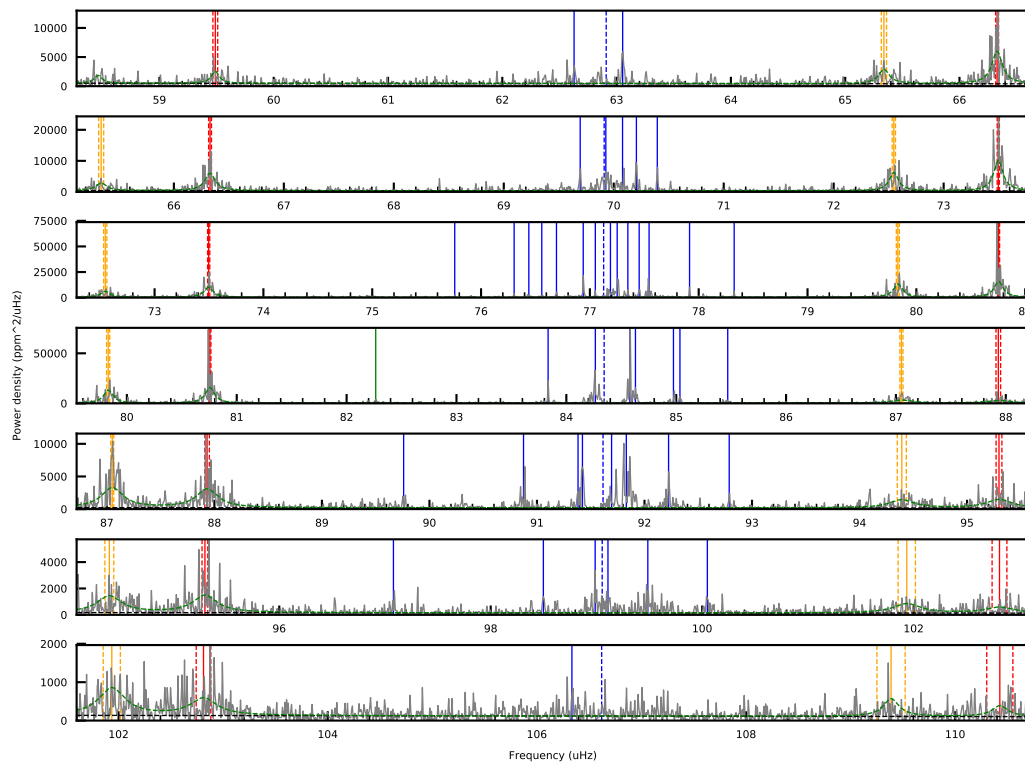 10000
5000
0
59 60 61 62 63 64 65 66
20000
10000
0
66 67 68 69 70 71 72 73
75000
50000
25000
0
73 74 75 76 77 78 79 80
50000
0
80 81 82 83 84 85 86 87 88
10000
5000
0
87 88 89 90 91 92 93 94 95
4000
2000
0
96 98 100 102
2000
1000
0
102 104 106 108 110
Power density (ppm^2/uHz)
Frequency (uHz)